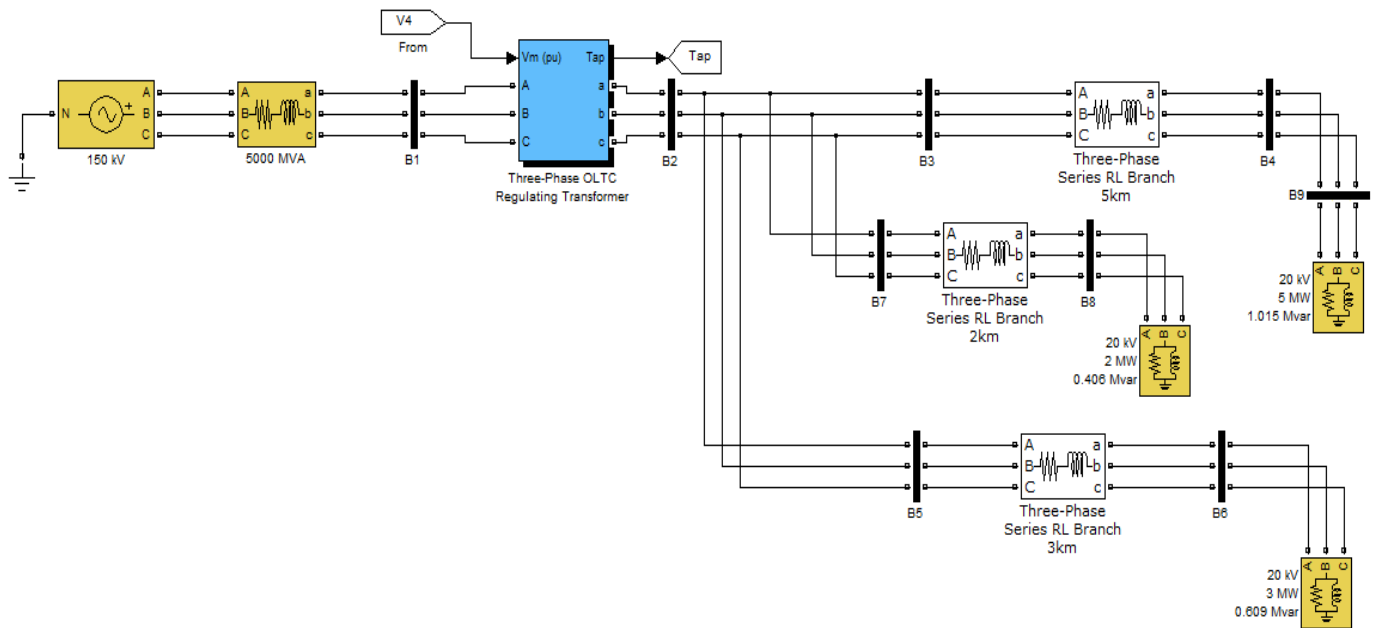 V4
From
Vm (pu)
Tap
A
B
C
a
b
c
Three-Phase OLTC
Regulating Transformer
Tap
N
+
A
B
C
150 kV
A
B
C
a
b
c
5000 MVA
B1
B2
B3
A
B
C
a
b
c
Three-Phase
Series RL Branch
5km
B4
B9
A
B
C
20 kV
5 MW
1.015 Mvar
B7
A
B
C
a
b
c
Three-Phase
Series RL Branch
2km
B8
A
B
C
20 kV
2 MW
0.406 Mvar
B5
A
B
C
a
b
c
Three-Phase
Series RL Branch
3km
B6
A
B
C
20 kV
3 MW
0.609 Mvar